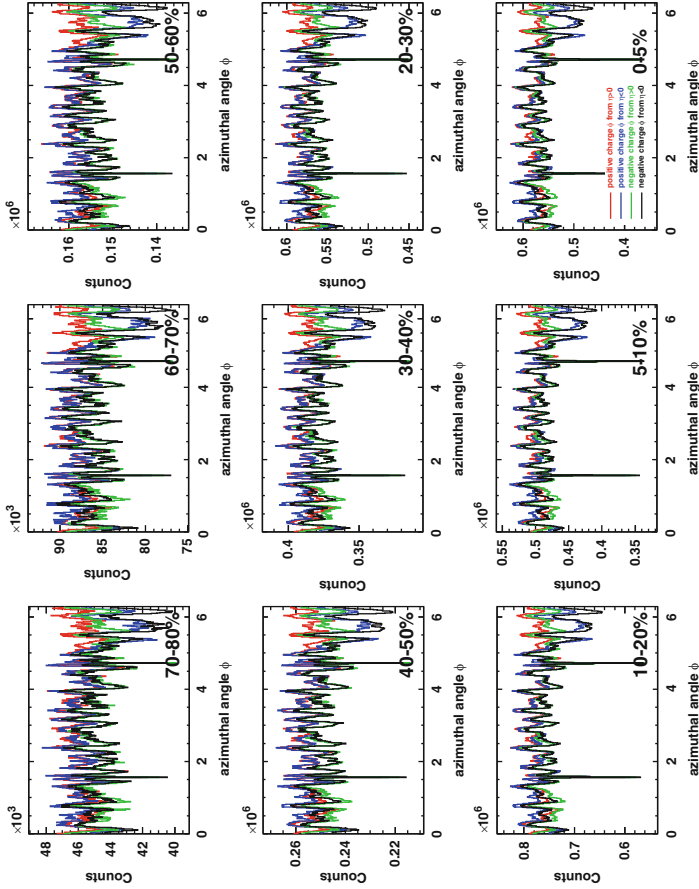 ×10³
Counts
46
44
42
40
70-80%
0 2 4 6
azimuthal angle ϕ
×10³
Counts
90
85
80
75
60-70%
0 2 4 6
azimuthal angle ϕ
×10⁶
Counts
0.16
0.15
0.14
50-60%
0 2 4 6
azimuthal angle ϕ
×10⁶
Counts
0.26
0.24
0.22
40-50%
0 2 4 6
azimuthal angle ϕ
×10⁶
Counts
0.4
0.35
30-40%
0 2 4 6
azimuthal angle ϕ
×10⁶
Counts
0.6
0.55
0.5
0.45
20-30%
0 2 4 6
azimuthal angle ϕ
×10⁶
Counts
0.8
0.7
0.6
10-20%
0 2 4 6
azimuthal angle ϕ
×10⁶
Counts
0.55
0.5
0.45
0.4
0.35
5-10%
0 2 4 6
azimuthal angle ϕ
×10⁶
Counts
0.6
0.5
0.4
positive charge ϕ from η>0
positive charge ϕ from η<0
negative charge ϕ from η>0
negative charge ϕ from η<0
0-5%
0 2 4 6
azimuthal angle ϕ